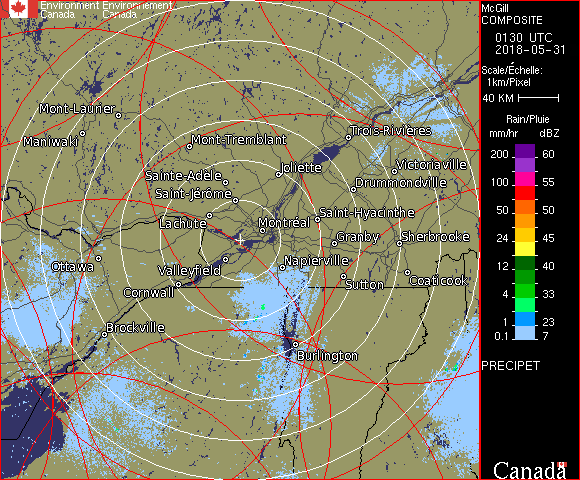 Environment Environnement
Canada Canada
McGill
COMPOSITE
0130 UTC
2018-05-31
Scale/Échelle:
1km/Pixel
40 KM
Rain/Pluie
mm/hr dBZ
200 60
100 55
50 50
24 45
12 40
4 33
1 23
0.1 7
PRECIPET
Canada
Mont-Laurier
Maniwaki
Mont-Tremblant
Trois-Rivières
Joliette
Victoriaville
Sainte-Adèle
Drummondville
Saint-Jérôme
Lachute
Saint-Hyacinthe
Montréal
Granby
Sherbrooke
Ottawa
Valleyfield
Napierville
Cornwall
Sutton
Coaticook
Brockville
Burlington